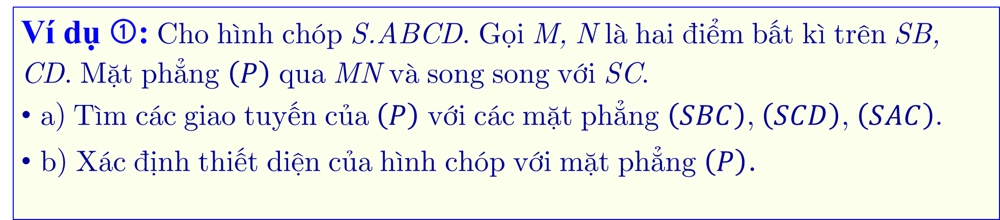 Ví dụ ①: Cho hình chóp S.ABCD. Gọi M, N là hai điểm bất kì trên SB,
CD. Mặt phẳng (P) qua MN và song song với SC.
• a) Tìm các giao tuyến của (P) với các mặt phẳng (SBC), (SCD), (SAC).
• b) Xác định thiết diện của hình chóp với mặt phẳng (P).